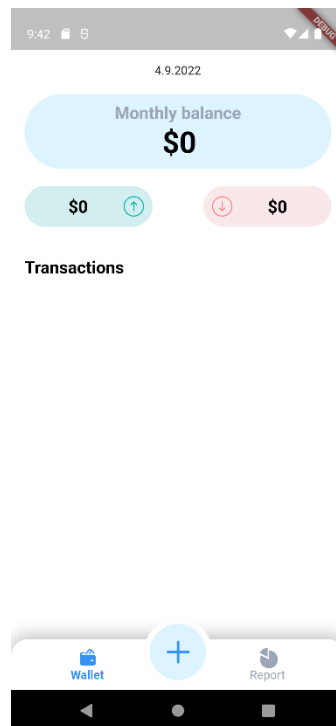 9:42
DEBUG
4.9.2022
Monthly balance
$0
$0 $0
Transactions
Wallet Report